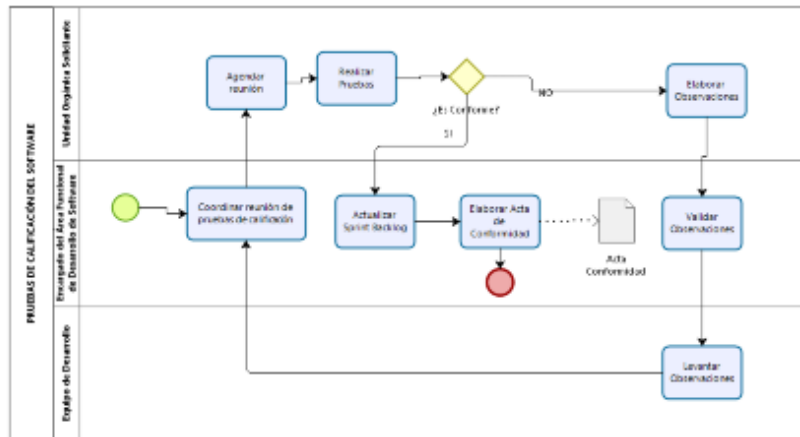 PRUEBAS DE CALIFICACIÓN DEL SOFTWARE
Unidad Orgánica Solicitante
Agendar
reunión
Realizar
Pruebas
¿Es Conforme?
SI
NO
Elaborar
Observaciones
Encargado del Área Funcional
de Desarrollo de Software
Coordinar reunión de
pruebas de calificación
Actualizar
Sprint Backlog
Elaborar Acta
de
Conformidad
Acta
Conformidad
Validar
Observaciones
Equipo de Desarrollo
Levantar
Observaciones